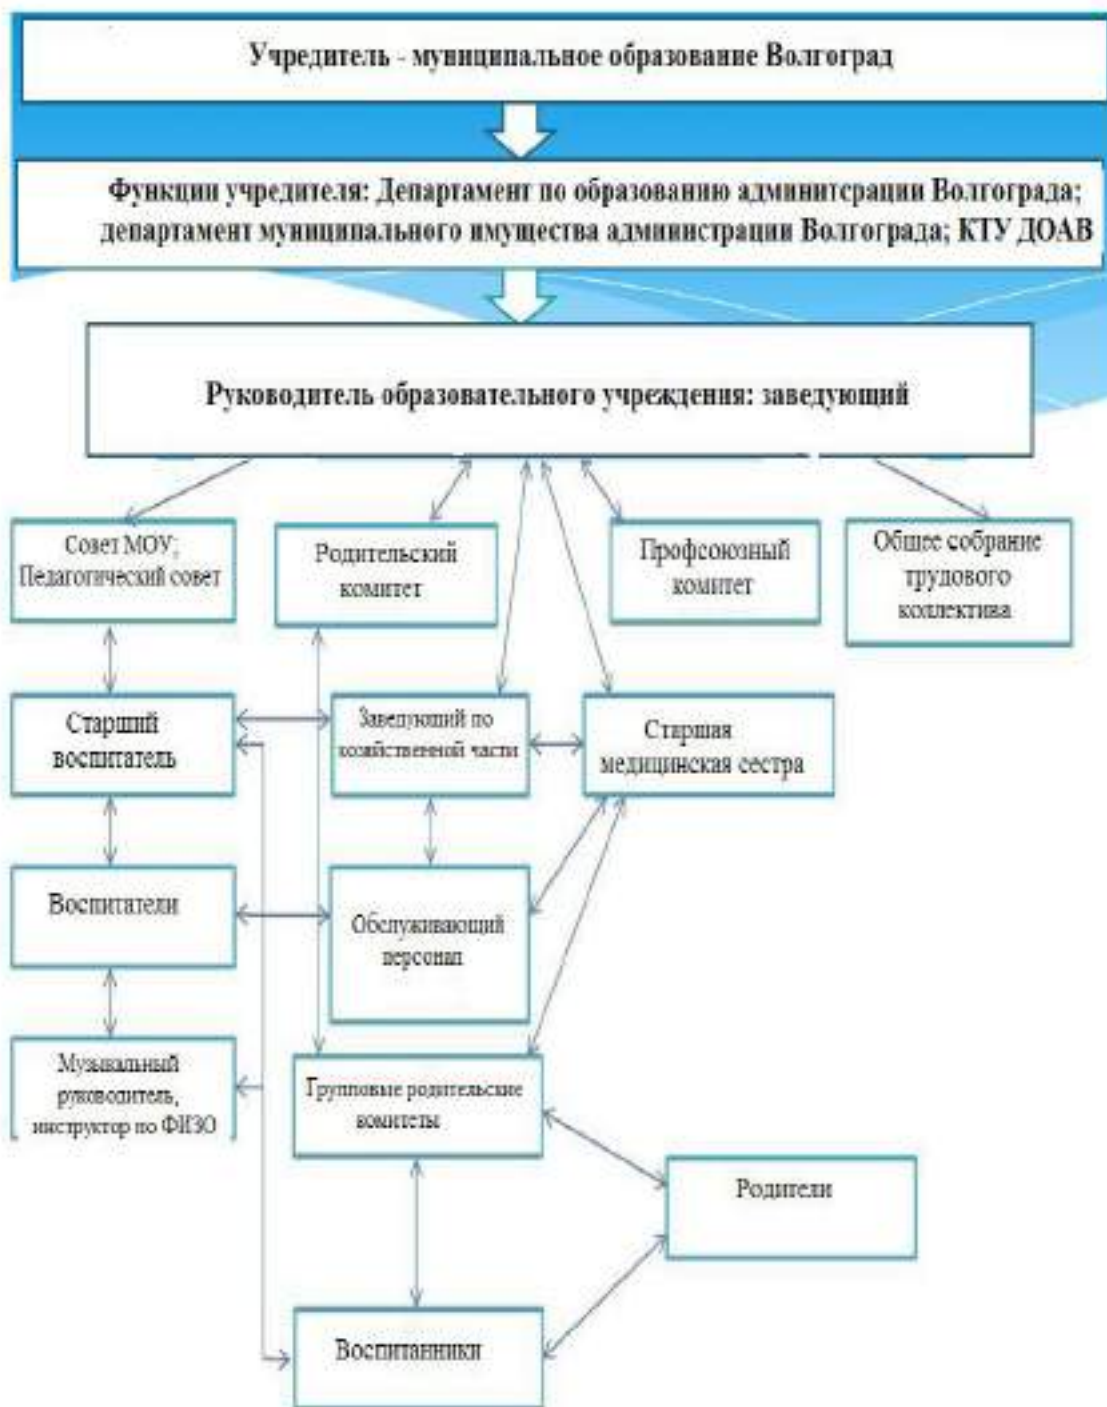 Учредитель - муниципальное образование Волгоград
Функции учредителя: Департамент по образованию админитсрации Волгограда;
департамент муниципального имущества администрации Волгограда; КТУ ДОАВ
Руководитель образовательного учреждения: заведующий
Совет МОУ;
Педагогический совет
Родительский
комитет
Профсоюзный
комитет
Общее собрание
трудового
коллектива
Старший
воспитатель
Заведующий по
хозяйственной части
Старшая
медицинская сестра
Воспитатели
Обслуживающий
персонал
Музыкальный
руководитель,
инструктор по ФИЗО
Групповые родительские
комитеты
Родители
Воспитанники